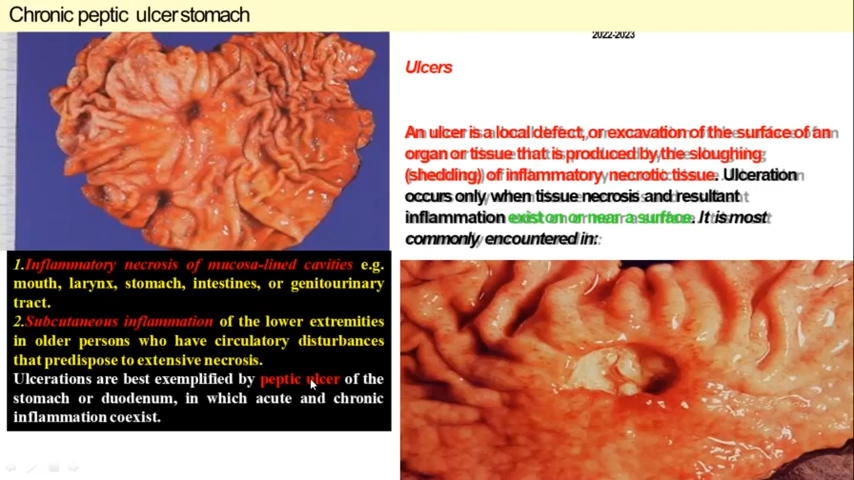 Chronic peptic ulcer stomach
2022-2023
Ulcers
An ulcer is a local defect, or excavation of the surface of an
organ or tissue that is produced by the sloughing
(shedding) of inflammatory necrotic tissue. Ulceration
occurs only when tissue necrosis and resultant
inflammation exist on or near a surface. It is most
commonly encountered in:
1.Inflammatory necrosis of mucosa-lined cavities e.g.
mouth, larynx, stomach, intestines, or genitourinary
tract.
2.Subcutaneous inflammation of the lower extremities
in older persons who have circulatory disturbances
that predispose to extensive necrosis.
Ulcerations are best exemplified by peptic ulcer of the
stomach or duodenum, in which acute and chronic
inflammation coexist.